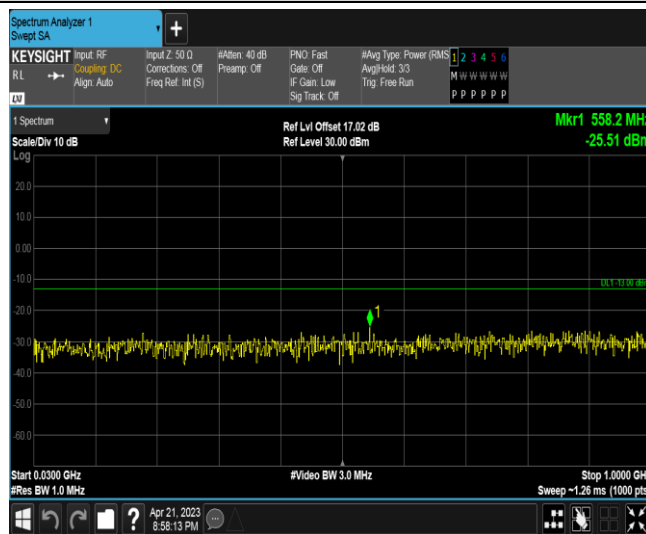 Spectrum Analyzer 1
Swept SA
+
KEYSIGHT
RL
LXI
Input: RF
Coupling: DC
Align: Auto
Input Z: 50 Ω
Corrections: Off
Freq Ref: Int (S)
#Atten: 40 dB
Preamp: Off
PNO: Fast
Gate: Off
IF Gain: Low
Sig Track: Off
#Avg Type: Power (RMS
Avg|Hold: 3/3
Trig: Free Run
1 2 3 4 5 6
M W W W W W
P P P P P P
1 Spectrum
Scale/Div 10 dB
Log
Ref Lvl Offset 17.02 dB
Ref Level 30.00 dBm
Mkr1 558.2 MHz
-25.51 dBm
20.0
10.0
0.00
-10.0
DL1 -13.00 dBm
-20.0
1
-30.0
-40.0
-50.0
-60.0
Start 0.0300 GHz
#Res BW 1.0 MHz
#Video BW 3.0 MHz
Stop 1.0000 GH
Sweep ~1.26 ms (1000 pts
?
Apr 21, 2023
8:58:13 PM